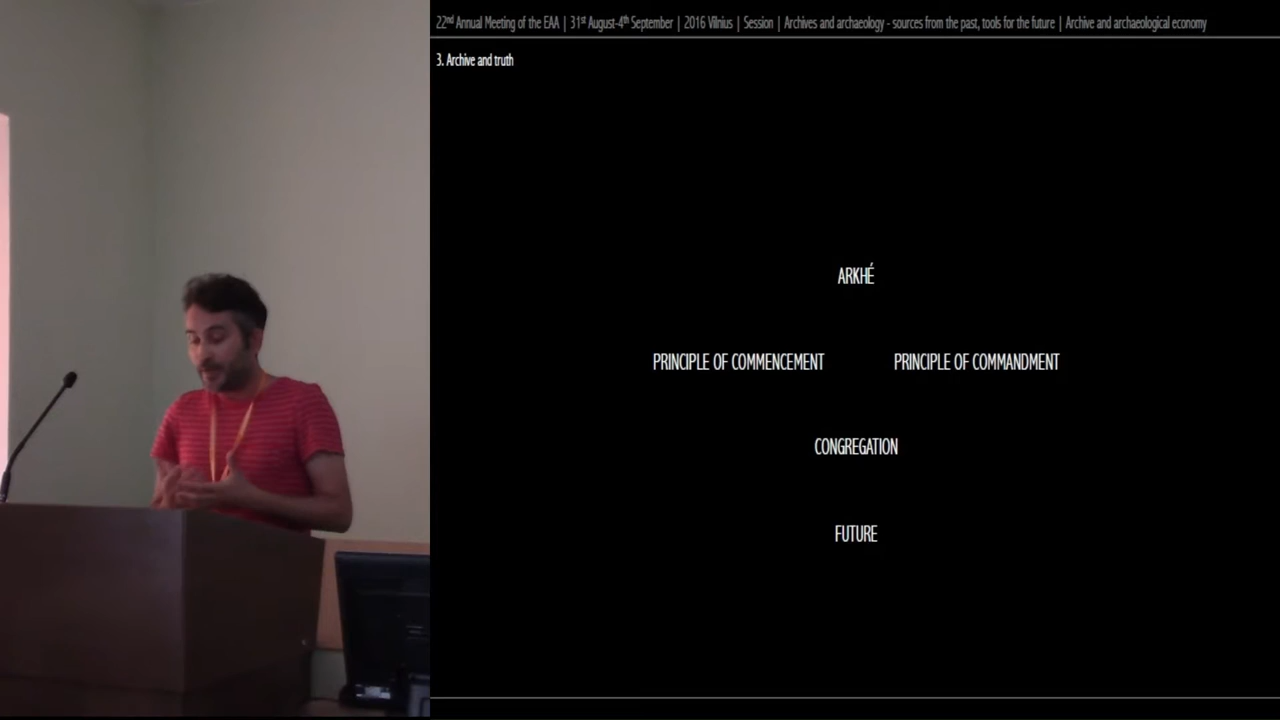 22nd Annual Meeting of the EAA | 31st August-4th September | 2016 Vilnius | Session | Archives and archaeology - sources from the past, tools for the future | Archive and archaeological economy
3. Archive and truth
ARKHÉ
PRINCIPLE OF COMMENCEMENT PRINCIPLE OF COMMANDMENT
CONGREGATION
FUTURE